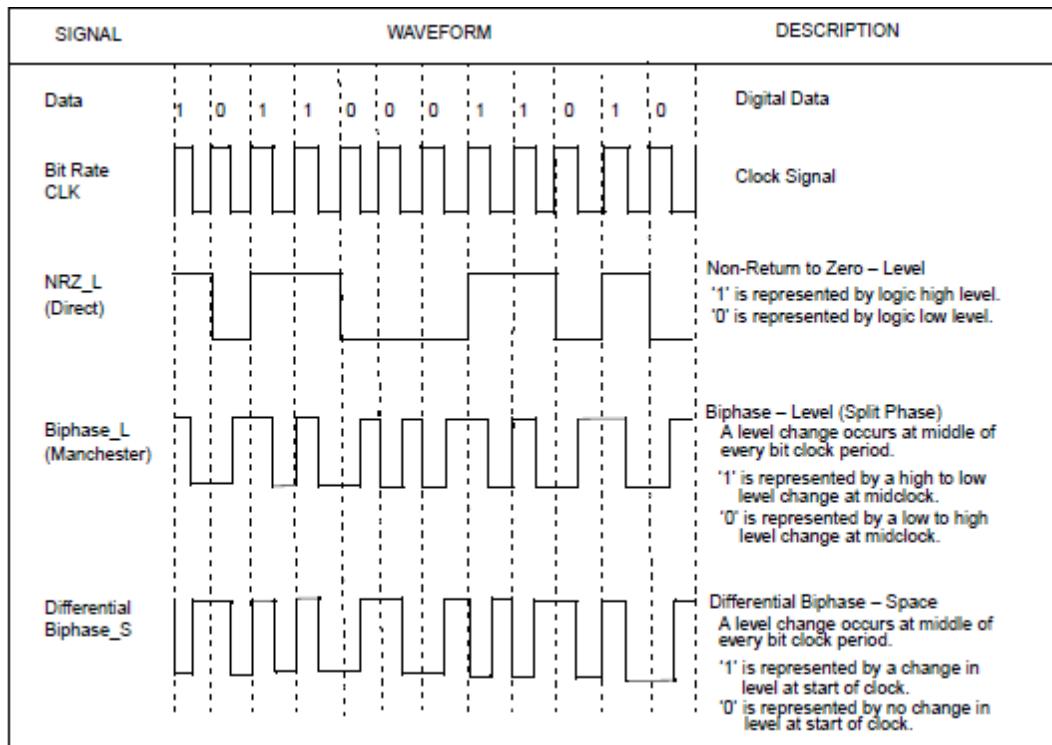 SIGNAL WAVEFORM DESCRIPTION
Data 1 0 1 1 0 0 0 1 1 0 1 0 Digital Data
Bit Rate
CLK
Clock Signal
NRZ_L
(Direct)
Non-Return to Zero – Level
'1' is represented by logic high level.
'0' is represented by logic low level.
Biphase_L
(Manchester)
Biphase – Level (Split Phase)
A level change occurs at middle of
every bit clock period.
'1' is represented by a high to low
level change at midclock.
'0' is represented by a low to high
level change at midclock.
Differential
Biphase_S
Differential Biphase – Space
A level change occurs at middle of
every bit clock period.
'1' is represented by a change in
level at start of clock.
'0' is represented by no change in
level at start of clock.